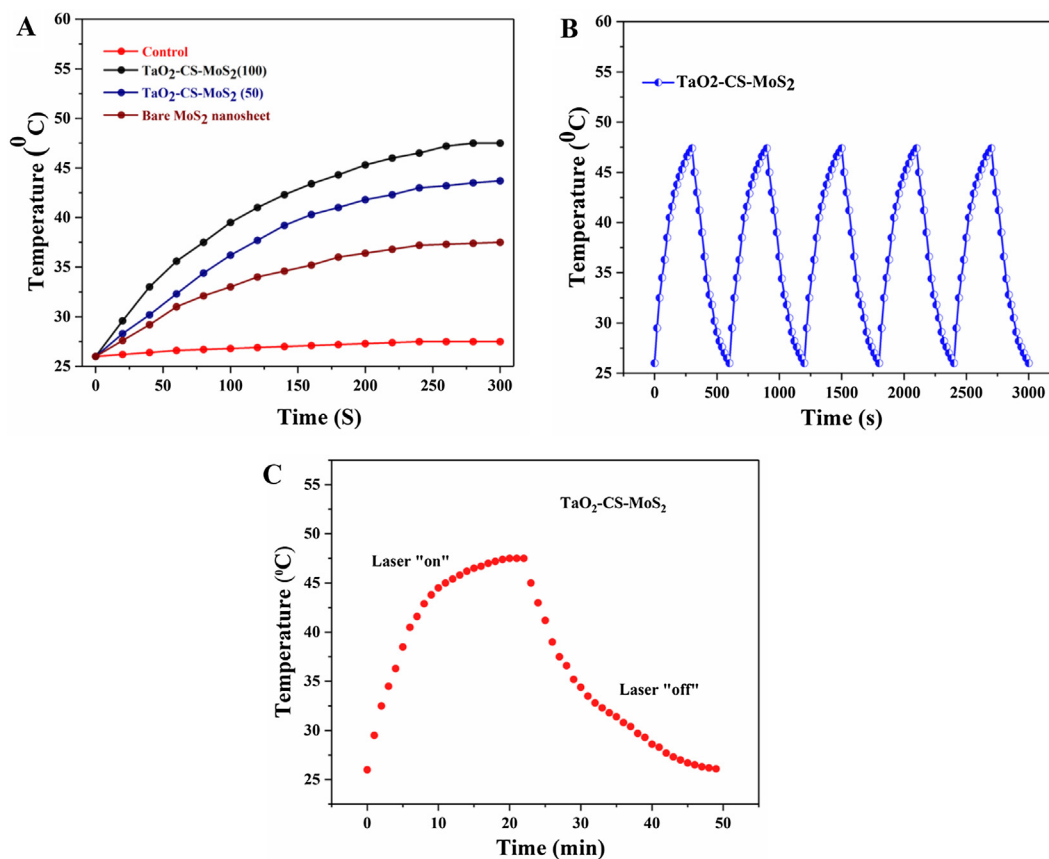 A
Control
TaO2-CS-MoS2(100)
TaO2-CS-MoS2 (50)
Bare MoS2 nanosheet
Temperature (⁰C)
60
55
50
45
40
35
30
25
0 50 100 150 200 250 300
Time (S)
B
TaO2-CS-MoS2
Temperature (⁰C)
60
55
50
45
40
35
30
25
0 500 1000 1500 2000 2500 3000
Time (s)
C
TaO₂-CS-MoS₂
Laser "on"
Laser "off"
Temperature (⁰C)
55
50
45
40
35
30
25
0 10 20 30 40 50
Time (min)